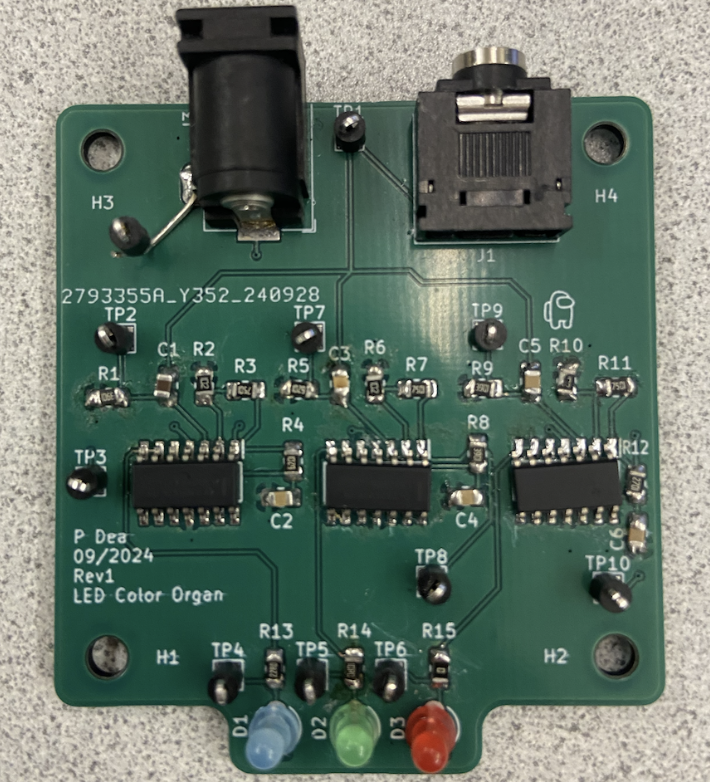 TP1
H3
H4
J1
2793355A_Y352_240928
TP2
TP7
TP9
C1 R2
R3
R5
C3
R6
R7
R9
C5
R10
R11
R1
R4
R8
R12
TP3
C2
C4
C6
P Dea
09/2024
Rev1
LED Color Organ
TP8
TP10
R13
R14
R15
H1
TP4
TP5
TP6
H2
D1
D2
D3